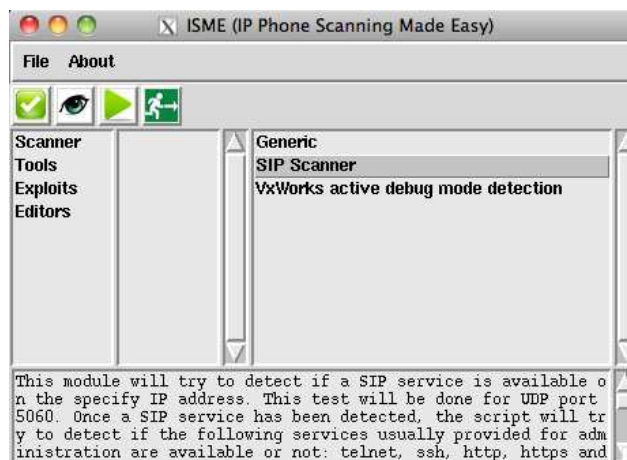 ISME (IP Phone Scanning Made Easy)
File About
Scanner
Tools
Exploits
Editors
Generic
SIP Scanner
VxWorks active debug mode detection
This module will try to detect if a SIP service is available o
n the specify IP address. This test will be done for UDP port
5060. Once a SIP service has been detected, the script will tr
y to detect if the following services usually provided for adm
inistration are available or not: telnet, ssh, http, https and